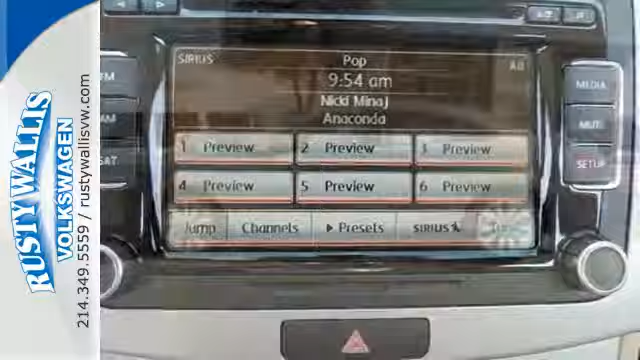 RUSTY WALLIS
VOLKSWAGEN
214.349.5559 / rustywallisvw.com
SIRIUS
Pop
9:54 am
Nicki Minaj
Anaconda
1 Preview
2 Preview
3 Preview
4 Preview
5 Preview
6 Preview
Jump
Channels
Presets
SIRIUS
FM
AM
SAT
MEDIA
MUTE
SETUP